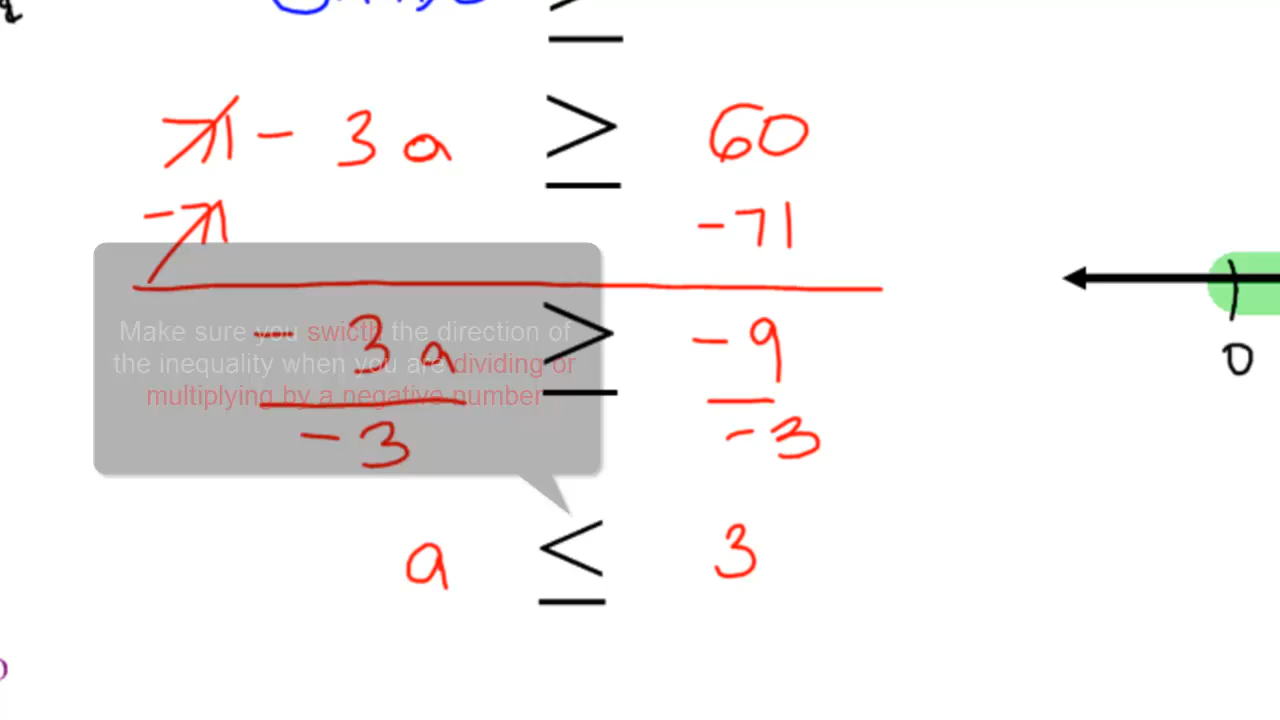 71 - 3a ≥ 60
-71 -71
0
-3a ≥ -9
-3 -3
Make sure you swicth the direction of
the inequality when you are dividing or
multiplying by a negative number
a ≤ 3